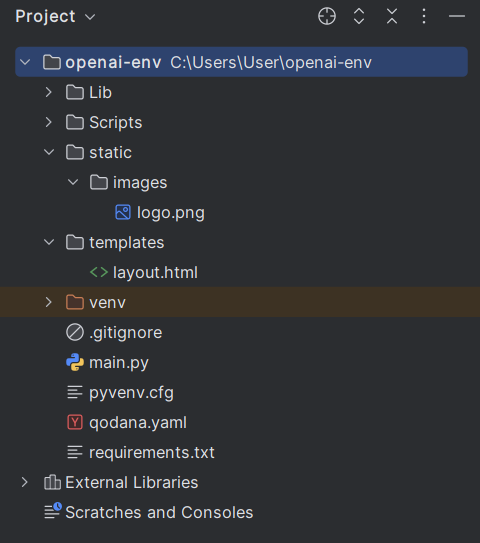 Project
openai-env C:\Users\User\openai-env
Lib
Scripts
static
images
logo.png
templates
<> layout.html
venv
.gitignore
main.py
pyvenv.cfg
Y qodana.yaml
requirements.txt
External Libraries
Scratches and Consoles